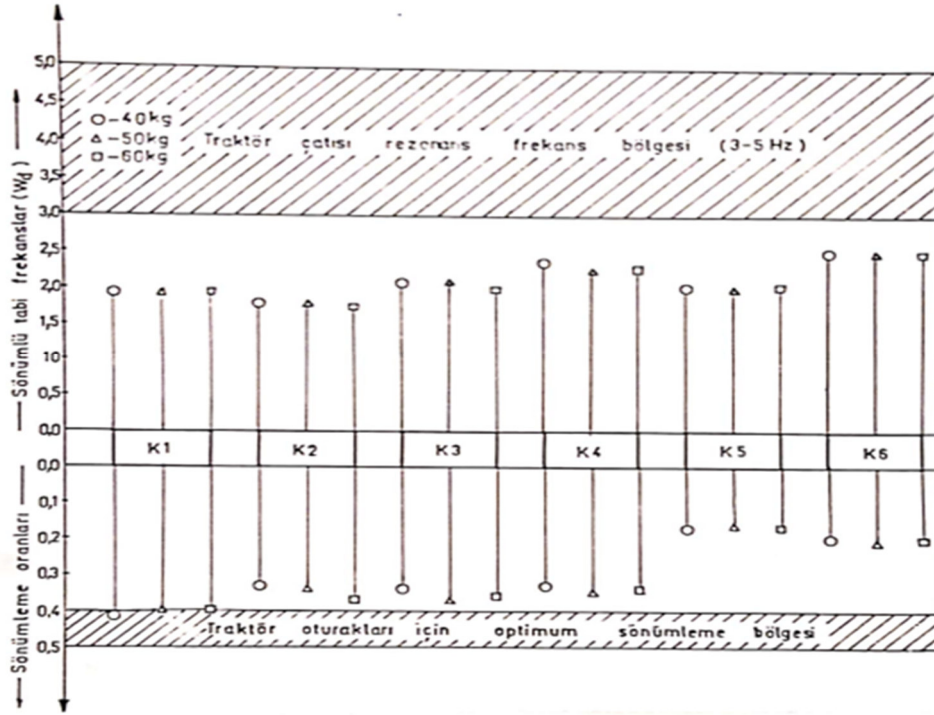 5,0
4,5
4,0
3,5
3,0
2,5
2,0
1,5
10
0,5
0,0
0,0
0,1
0,2
0,3
0,4
0,5
Sönümlü tabi frekanslar (Wd)
Sönümleme oranları
O-40kg
△-50kg
□-60kg
Traktör çatısı rezonans frekans bölgesi (3-5 Hz)
K1 K2 K3 K4 K5 K6
Traktör oturakları için optimum sönümleme bölgesi